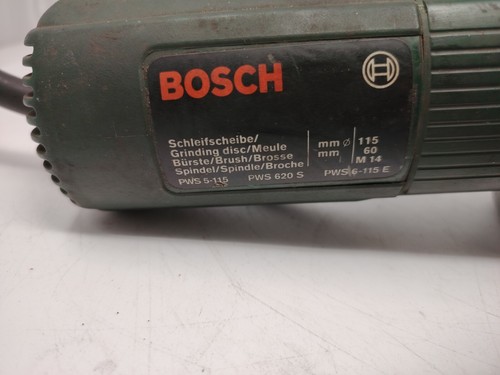 BOSCH
Schleifscheibe/
Grinding disc/Meule mm ø 115
Bürste/Brush/Brosse mm 60
Spindel/Spindle/Broche M 14
PWS 5-115 PWS 620 S PWS 6-115 E